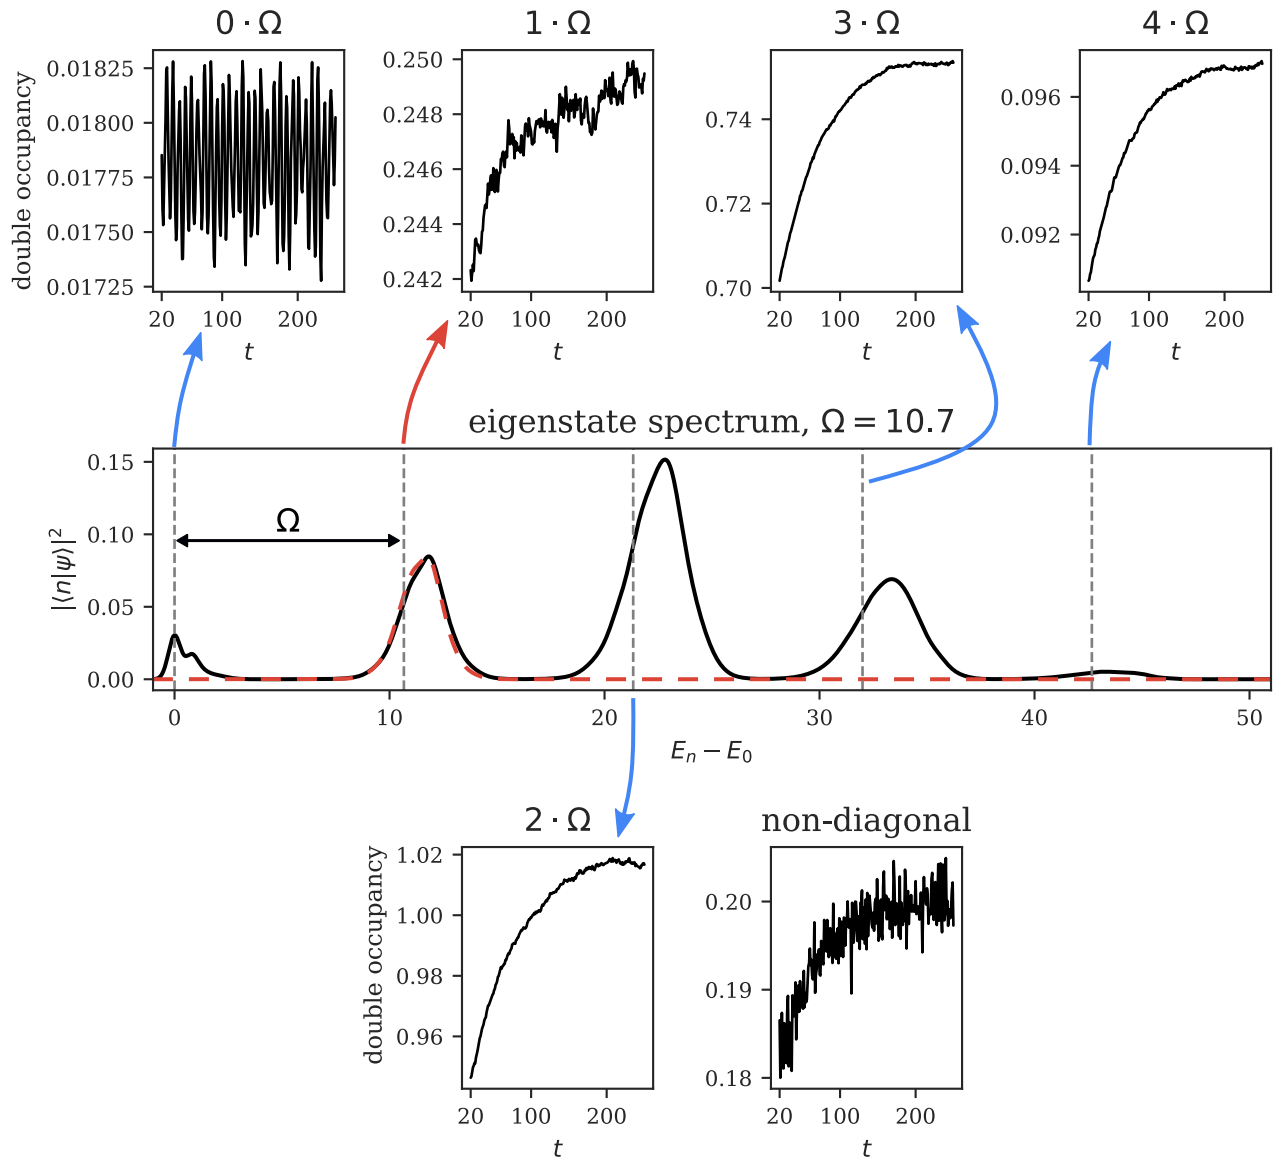 0 · Ω
1 · Ω
3 · Ω
4 · Ω
double occupancy
0.01825
0.01800
0.01775
0.01750
0.01725
20 100 200
t
0.250
0.248
0.246
0.244
0.242
20 100 200
t
0.74
0.72
0.70
20 100 200
t
0.096
0.094
0.092
20 100 200
t
eigenstate spectrum, Ω = 10.7
|⟨n|ψ⟩|²
0.15
0.10
0.05
0.00
Ω
0 10 20 30 40 50
Eₙ − E₀
2 · Ω
double occupancy
1.02
1.00
0.98
0.96
20 100 200
t
non-diagonal
0.20
0.19
0.18
20 100 200
t